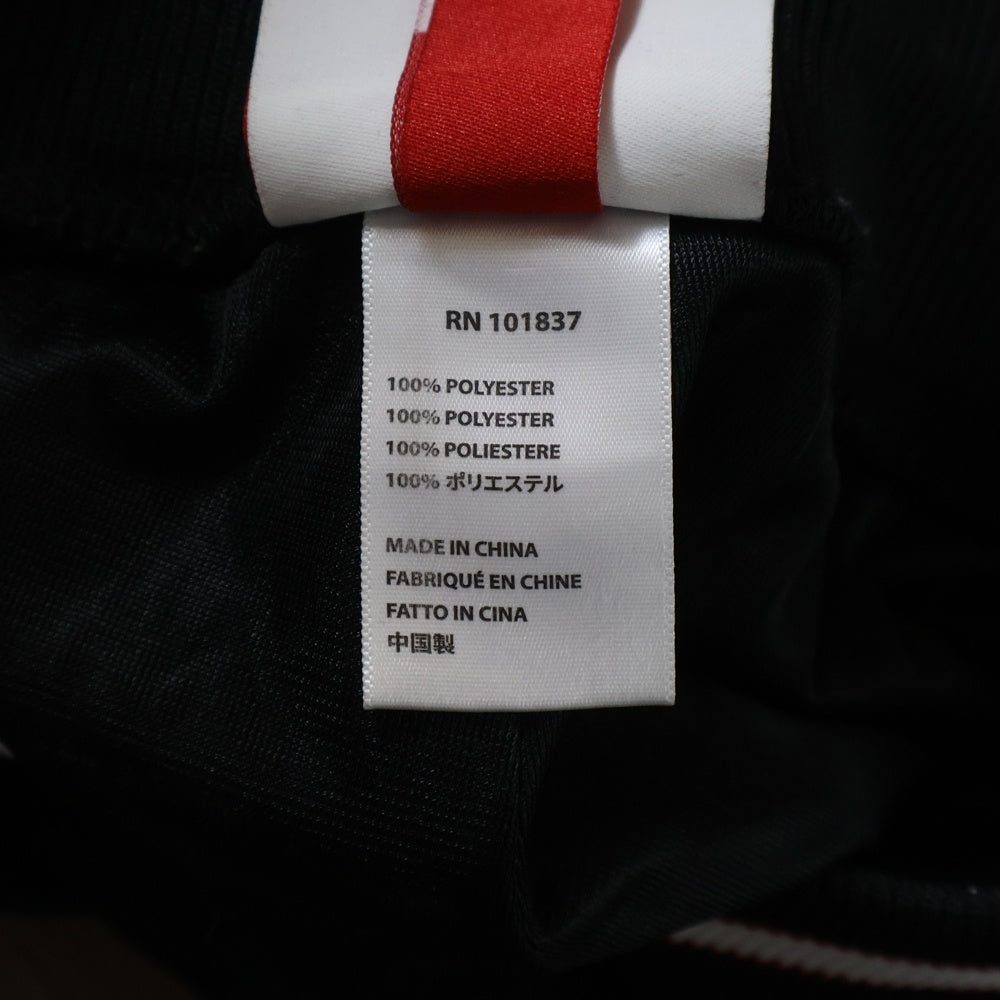 RN 101837
100% POLYESTER
100% POLYESTER
100% POLIESTERE
100% ポリエステル
MADE IN CHINA
FABRIQUÉ EN CHINE
FATTO IN CINA
中国製